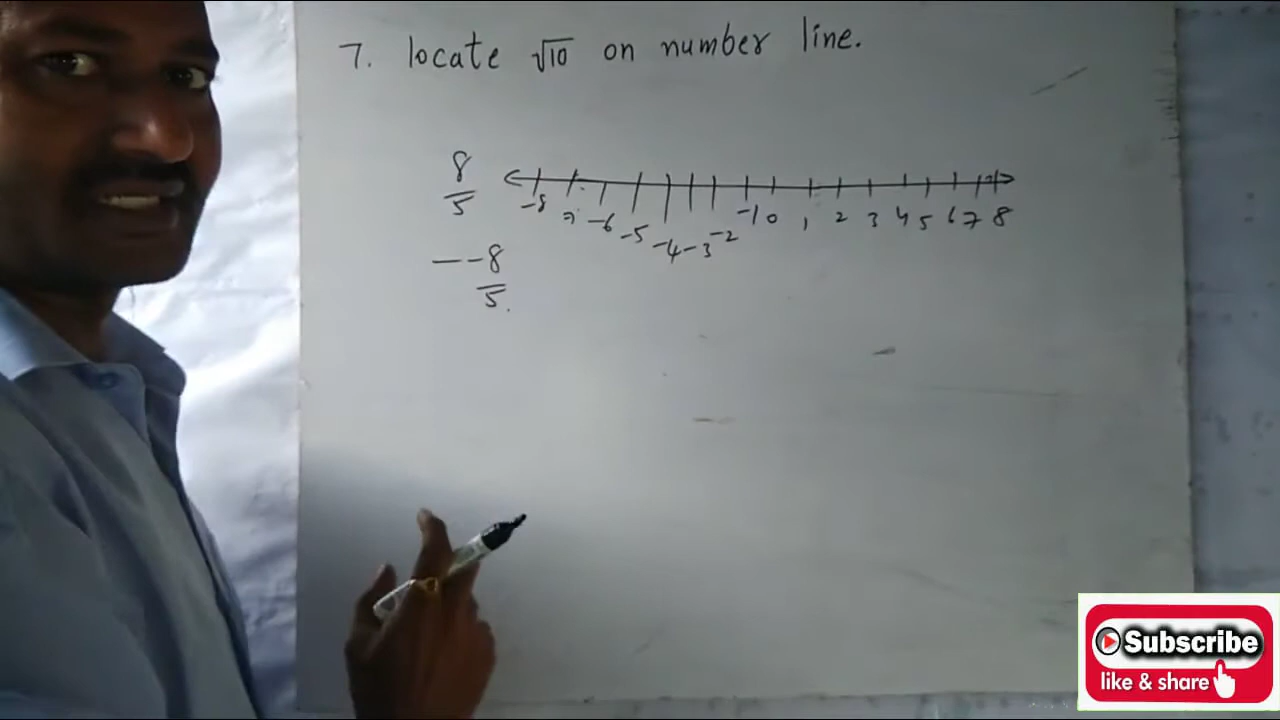 7. locate √10 on number line.
8/5
-8 7 -6 -5 -4 -3 -2 -1 0 1 2 3 4 5 6 7 8
— -8/5.
Subscribe
like & share